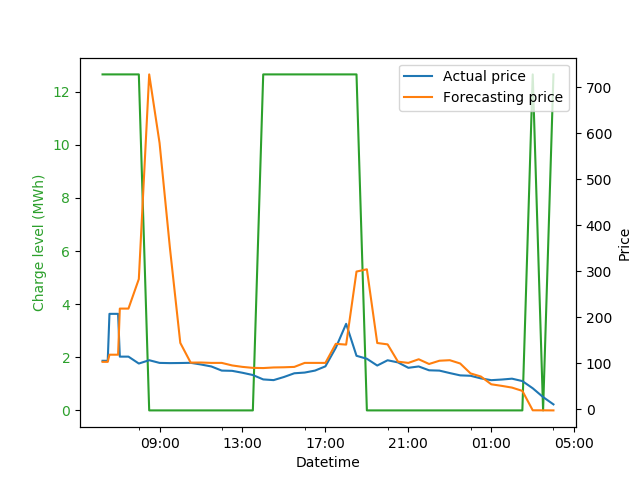 Actual price
Forecasting price
12
10
8
6
4
2
0
700
600
500
400
300
200
100
0
Charge level (MWh)
Price
09:00 13:00 17:00 21:00 01:00 05:00
Datetime